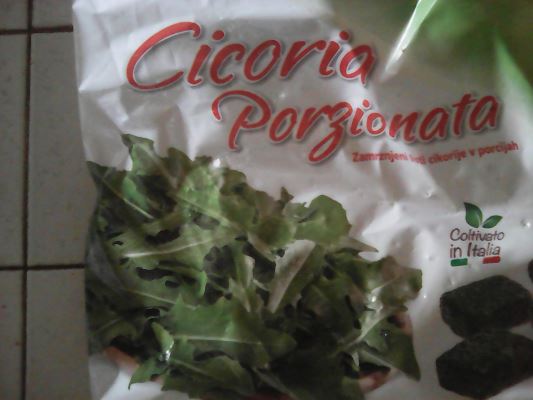 Cicoria
Porzionata
Zamrznjeni listi cikorije v porcijah
Coltivato
in Italia